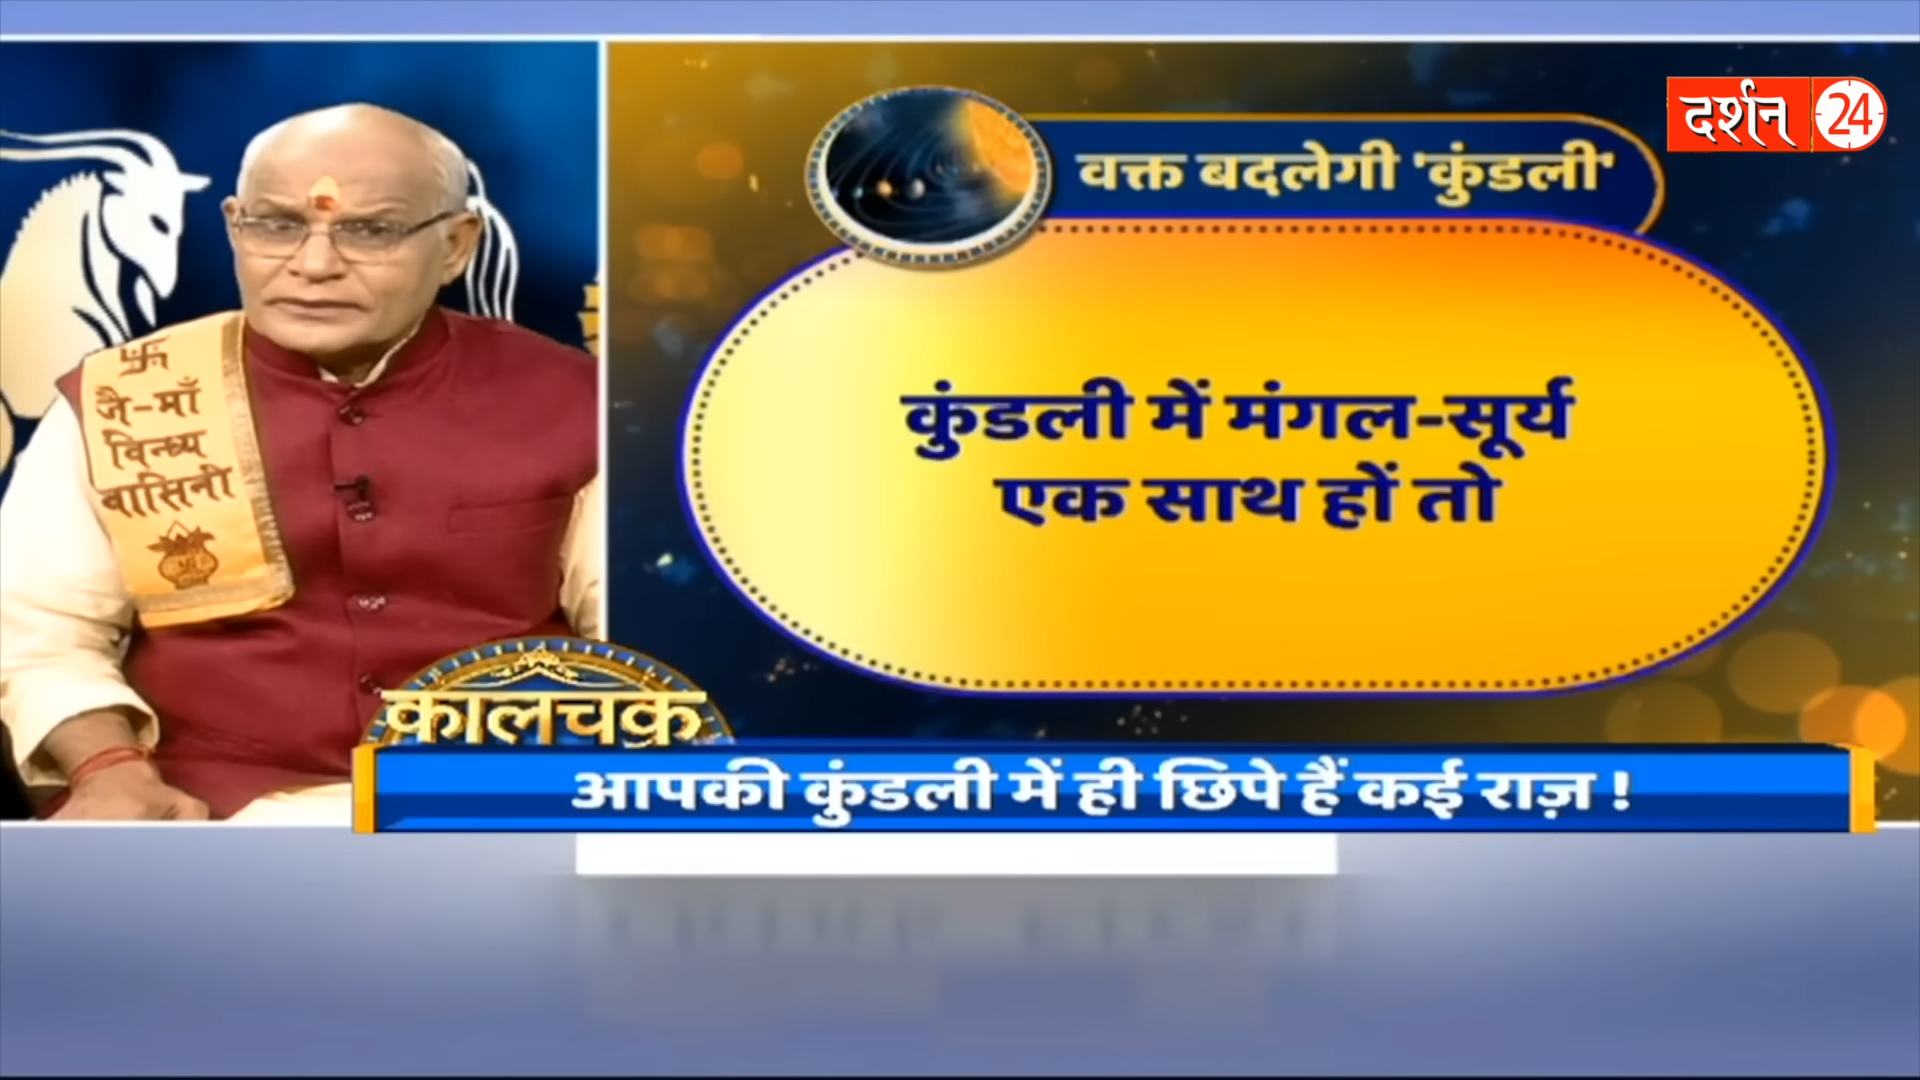 दर्शन 24
वक्त बदलेगी 'कुंडली'
कुंडली में मंगल-सूर्य
एक साथ हों तो
जै-माँ
विन्ध्य
वासिनी
कालचक्र
आपकी कुंडली में ही छिपे हैं कई राज़ !